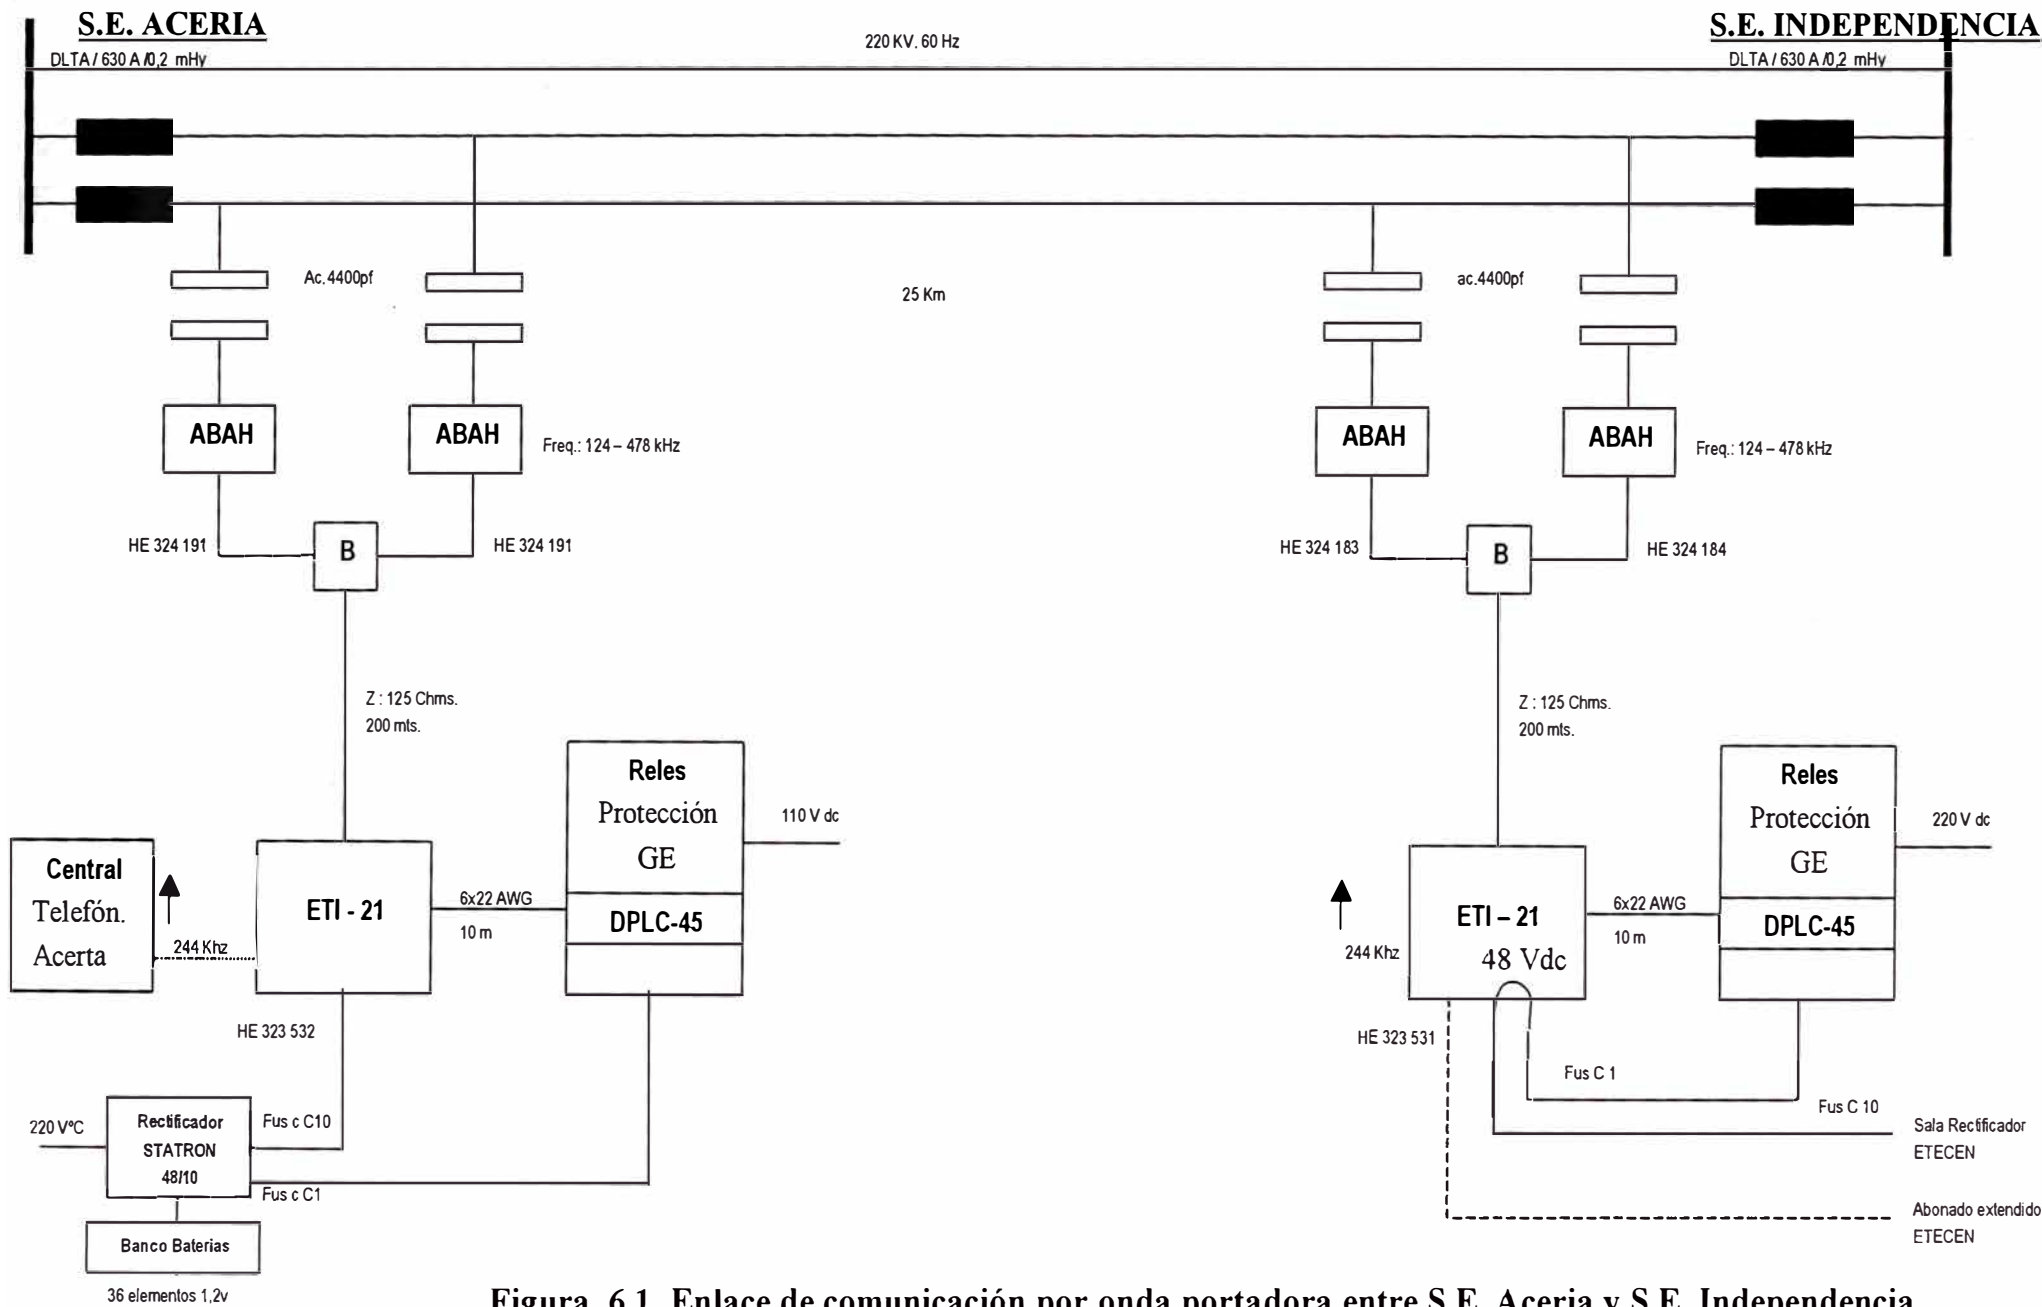 S.E. ACERIA
DLTA / 630 A /0,2 mHy
220 KV. 60 Hz
S.E. INDEPENDENCIA
DLTA / 630 A /0,2 mHy
Ac.4400pf
25 Km
ac.4400pf
ABAH
ABAH
Freq.: 124 – 478 kHz
ABAH
ABAH
Freq.: 124 – 478 kHz
HE 324 191
B
HE 324 191
HE 324 183
B
HE 324 184
Z : 125 Chms.
200 mts.
Z : 125 Chms.
200 mts.
Central
Telefón.
Acerta
244 Khz
ETI - 21
6x22 AWG
10 m
Reles
Protección
GE
DPLC-45
110 V dc
244 Khz
ETI – 21
48 Vdc
6x22 AWG
10 m
Reles
Protección
GE
DPLC-45
220 V dc
HE 323 532
HE 323 531
220 VºC
Rectificador
STATRON
48/10
Fus c C10
Fus c C1
Banco Baterias
36 elementos 1,2v
Fus C 1
Fus C 10
Sala Rectificador
ETECEN
Abonado extendido
ETECEN
Figura 6.1 Enlace de comunicación por onda portadora entre S.E. Aceria y S.E. Independencia